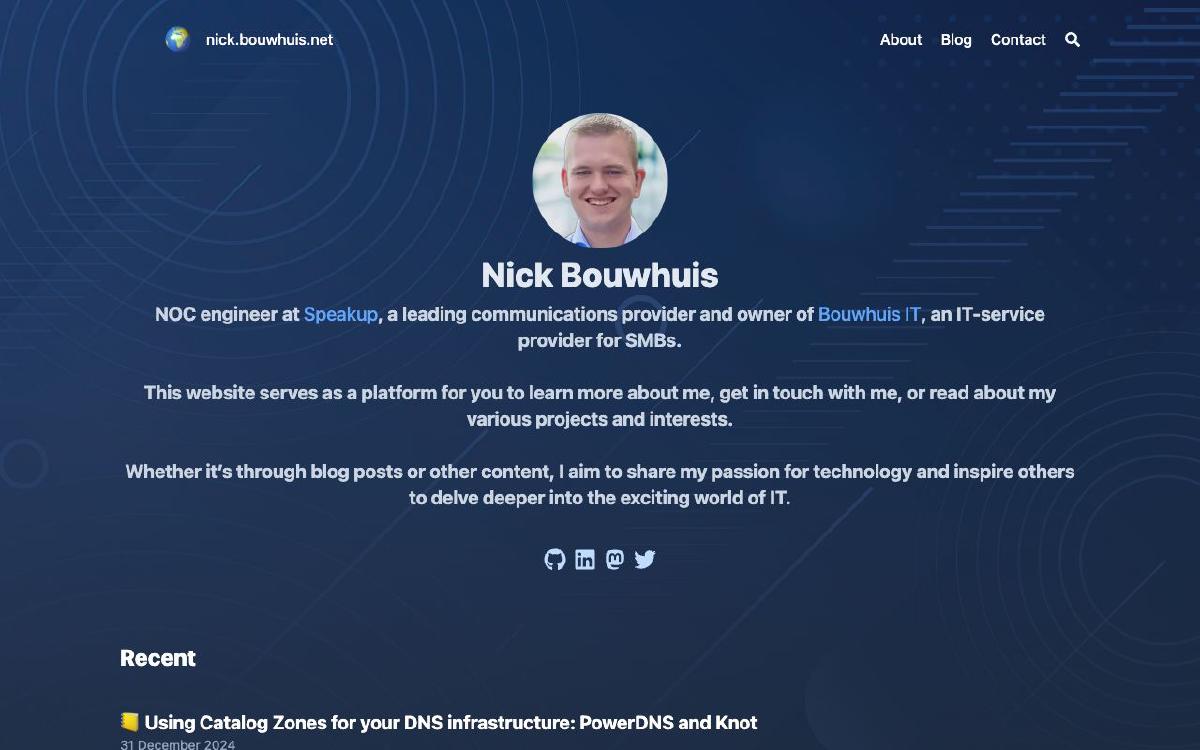 nick.bouwhuis.net
About Blog Contact
Nick Bouwhuis
NOC engineer at Speakup, a leading communications provider and owner of Bouwhuis IT, an IT-service
provider for SMBs.
This website serves as a platform for you to learn more about me, get in touch with me, or read about my
various projects and interests.
Whether it’s through blog posts or other content, I aim to share my passion for technology and inspire others
to delve deeper into the exciting world of IT.
Recent
Using Catalog Zones for your DNS infrastructure: PowerDNS and Knot
31 December 2024